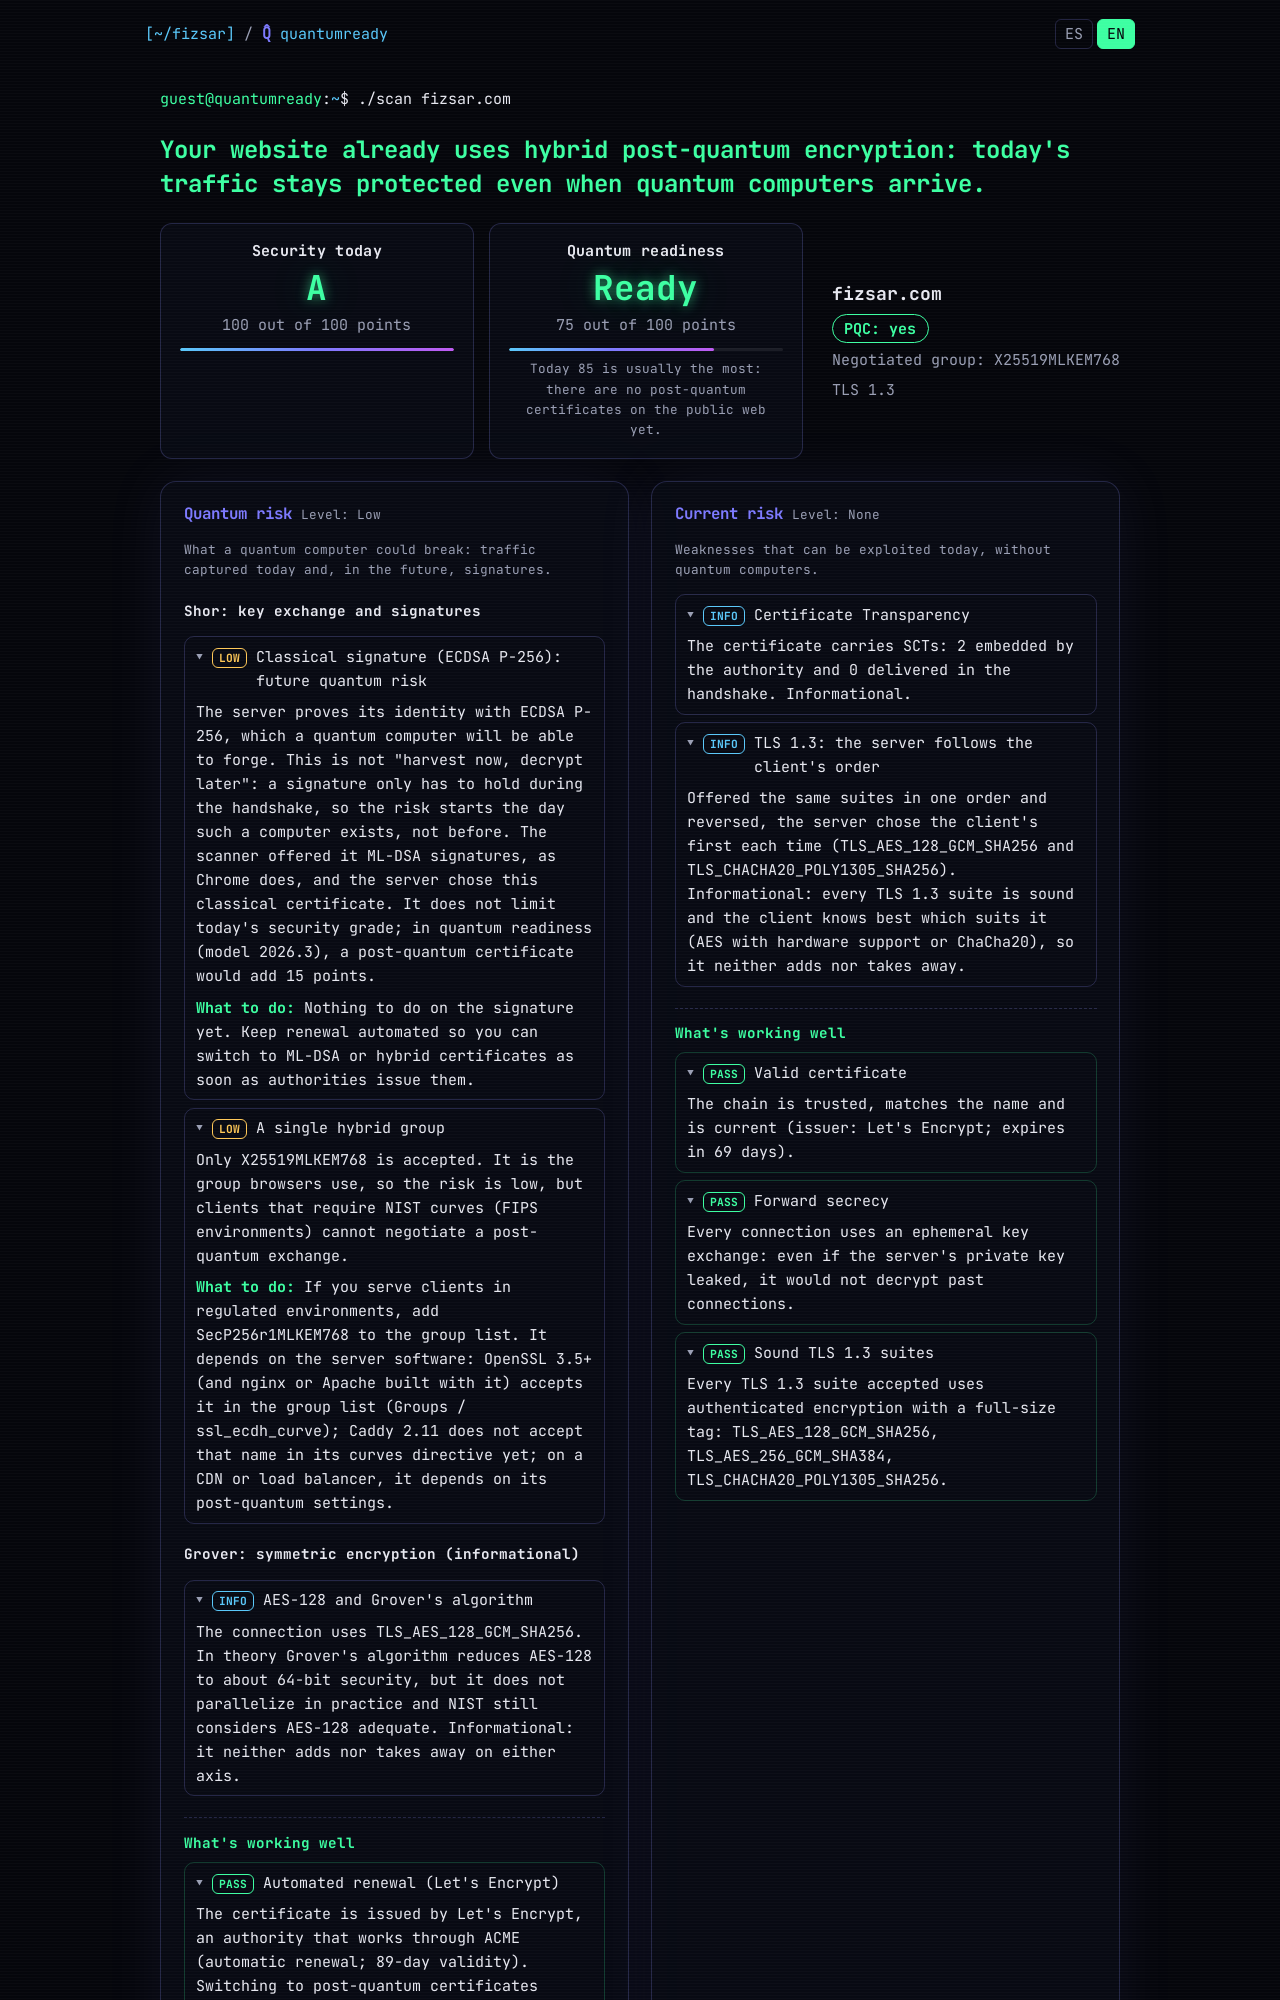 [~/fizsar] / Q̂ quantumready
ES EN
guest@quantumready:~$ ./scan fizsar.com
Your website already uses hybrid post-quantum encryption: today's
traffic stays protected even when quantum computers arrive.
Security today
A
100 out of 100 points
Quantum readiness
Ready
75 out of 100 points
Today 85 is usually the most:
there are no post-quantum
certificates on the public web
yet.
fizsar.com
PQC: yes
Negotiated group: X25519MLKEM768
TLS 1.3
Quantum risk Level: Low
What a quantum computer could break: traffic
captured today and, in the future, signatures.
Shor: key exchange and signatures
▾ LOW Classical signature (ECDSA P-256):
future quantum risk
The server proves its identity with ECDSA P-
256, which a quantum computer will be able
to forge. This is not "harvest now, decrypt
later": a signature only has to hold during
the handshake, so the risk starts the day
such a computer exists, not before. The
scanner offered it ML-DSA signatures, as
Chrome does, and the server chose this
classical certificate. It does not limit
today's security grade; in quantum readiness
(model 2026.3), a post-quantum certificate
would add 15 points.
What to do: Nothing to do on the signature
yet. Keep renewal automated so you can
switch to ML-DSA or hybrid certificates as
soon as authorities issue them.
▾ LOW A single hybrid group
Only X25519MLKEM768 is accepted. It is the
group browsers use, so the risk is low, but
clients that require NIST curves (FIPS
environments) cannot negotiate a post-
quantum exchange.
What to do: If you serve clients in
regulated environments, add
SecP256r1MLKEM768 to the group list. It
depends on the server software: OpenSSL 3.5+
(and nginx or Apache built with it) accepts
it in the group list (Groups /
ssl_ecdh_curve); Caddy 2.11 does not accept
that name in its curves directive yet; on a
CDN or load balancer, it depends on its
post-quantum settings.
Grover: symmetric encryption (informational)
▾ INFO AES-128 and Grover's algorithm
The connection uses TLS_AES_128_GCM_SHA256.
In theory Grover's algorithm reduces AES-128
to about 64-bit security, but it does not
parallelize in practice and NIST still
considers AES-128 adequate. Informational:
it neither adds nor takes away on either
axis.
What's working well
▾ PASS Automated renewal (Let's Encrypt)
The certificate is issued by Let's Encrypt,
an authority that works through ACME
(automatic renewal; 89-day validity).
Switching to post-quantum certificates
Current risk Level: None
Weaknesses that can be exploited today, without
quantum computers.
▾ INFO Certificate Transparency
The certificate carries SCTs: 2 embedded by
the authority and 0 delivered in the
handshake. Informational.
▾ INFO TLS 1.3: the server follows the
client's order
Offered the same suites in one order and
reversed, the server chose the client's
first each time (TLS_AES_128_GCM_SHA256 and
TLS_CHACHA20_POLY1305_SHA256).
Informational: every TLS 1.3 suite is sound
and the client knows best which suits it
(AES with hardware support or ChaCha20), so
it neither adds nor takes away.
What's working well
▾ PASS Valid certificate
The chain is trusted, matches the name and
is current (issuer: Let's Encrypt; expires
in 69 days).
▾ PASS Forward secrecy
Every connection uses an ephemeral key
exchange: even if the server's private key
leaked, it would not decrypt past
connections.
▾ PASS Sound TLS 1.3 suites
Every TLS 1.3 suite accepted uses
authenticated encryption with a full-size
tag: TLS_AES_128_GCM_SHA256,
TLS_AES_256_GCM_SHA384,
TLS_CHACHA20_POLY1305_SHA256.